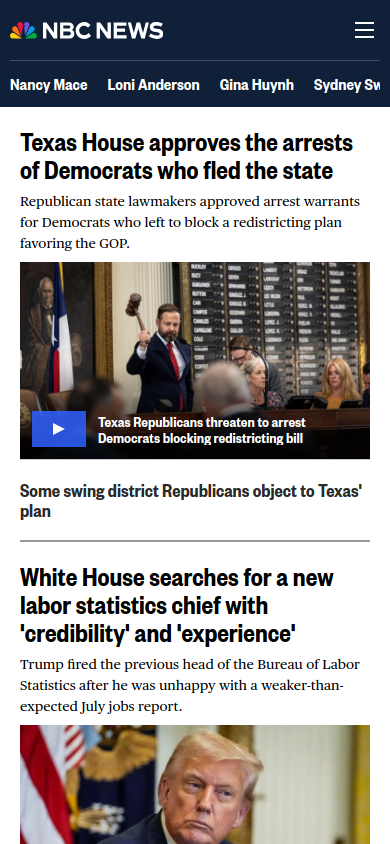 NBC NEWS
Nancy Mace Loni Anderson Gina Huynh Sydney Sw
Texas House approves the arrests
of Democrats who fled the state
Republican state lawmakers approved arrest warrants
for Democrats who left to block a redistricting plan
favoring the GOP.
Texas Republicans threaten to arrest
Democrats blocking redistricting bill
Some swing district Republicans object to Texas'
plan
White House searches for a new
labor statistics chief with
'credibility' and 'experience'
Trump fired the previous head of the Bureau of Labor
Statistics after he was unhappy with a weaker-than-
expected July jobs report.